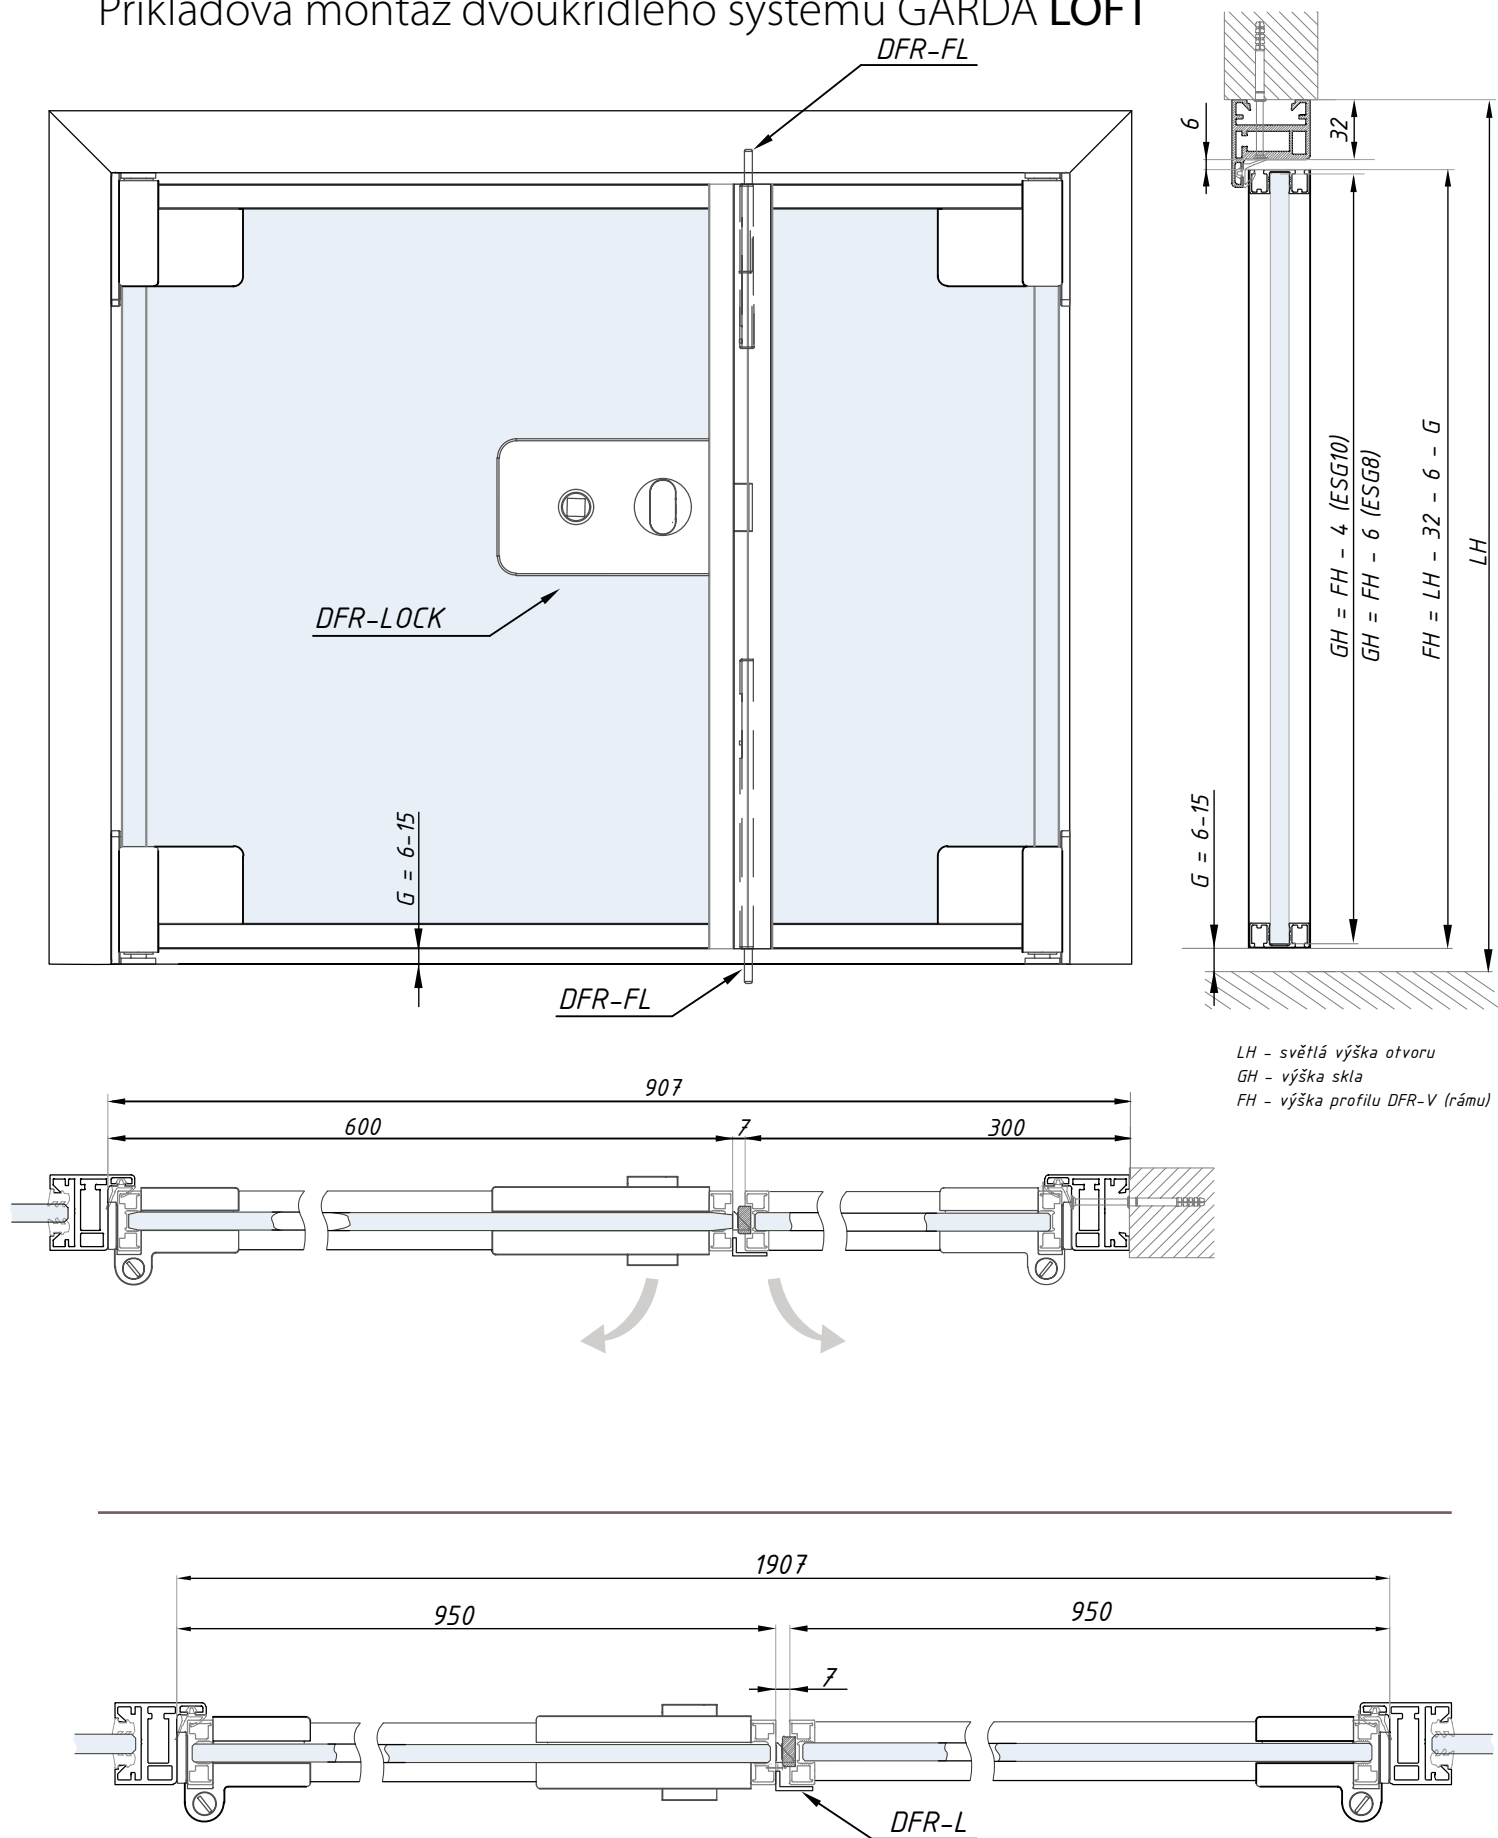 Příkladová montáž dvoukřídlého systému GARDA LOFT
DFR-FL
6
32
DFR-LOCK
G = 6-15
DFR-FL
G = 6-15
GH = FH - 4 (ESG10)
GH = FH - 6 (ESG8)
FH = LH - 32 - 6 - G
LH
LH - světlá výška otvoru
GH - výška skla
FH - výška profilu DFR-V (rámu)
907
600
7
300
1907
950
950
7
DFR-L